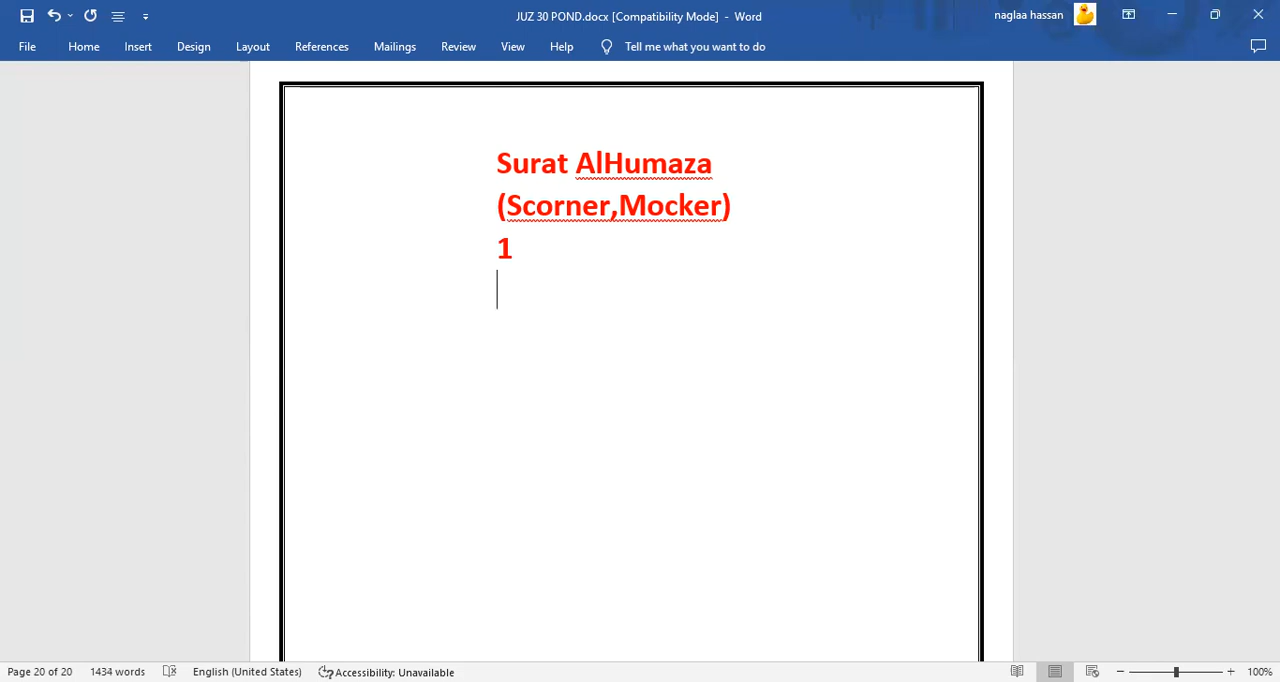 JUZ 30 POND.docx [Compatibility Mode] - Word
naglaa hassan
File Home Insert Design Layout References Mailings Review View Help Tell me what you want to do
Surat AlHumaza
(Scorner,Mocker)
1
Page 20 of 20 1434 words English (United States) Accessibility: Unavailable 100%